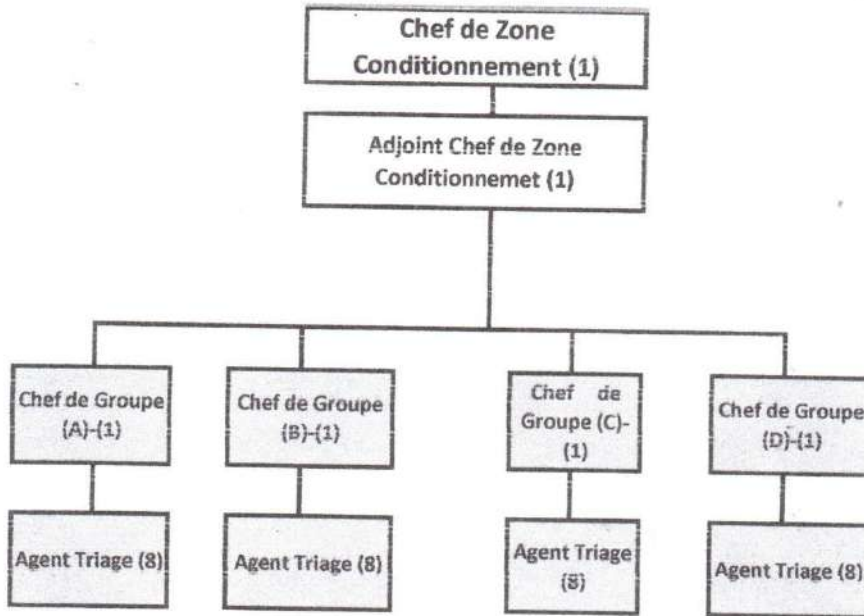 Chef de Zone
Conditionnement (1)
Adjoint Chef de Zone
Conditionnemet (1)
Chef de Groupe
(A)-(1)
Chef de Groupe
(B)-(1)
Chef de
Groupe (C)-
(1)
Chef de Groupe
(D)-(1)
Agent Triage (8)
Agent Triage (8)
Agent Triage
(8)
Agent Triage (8)